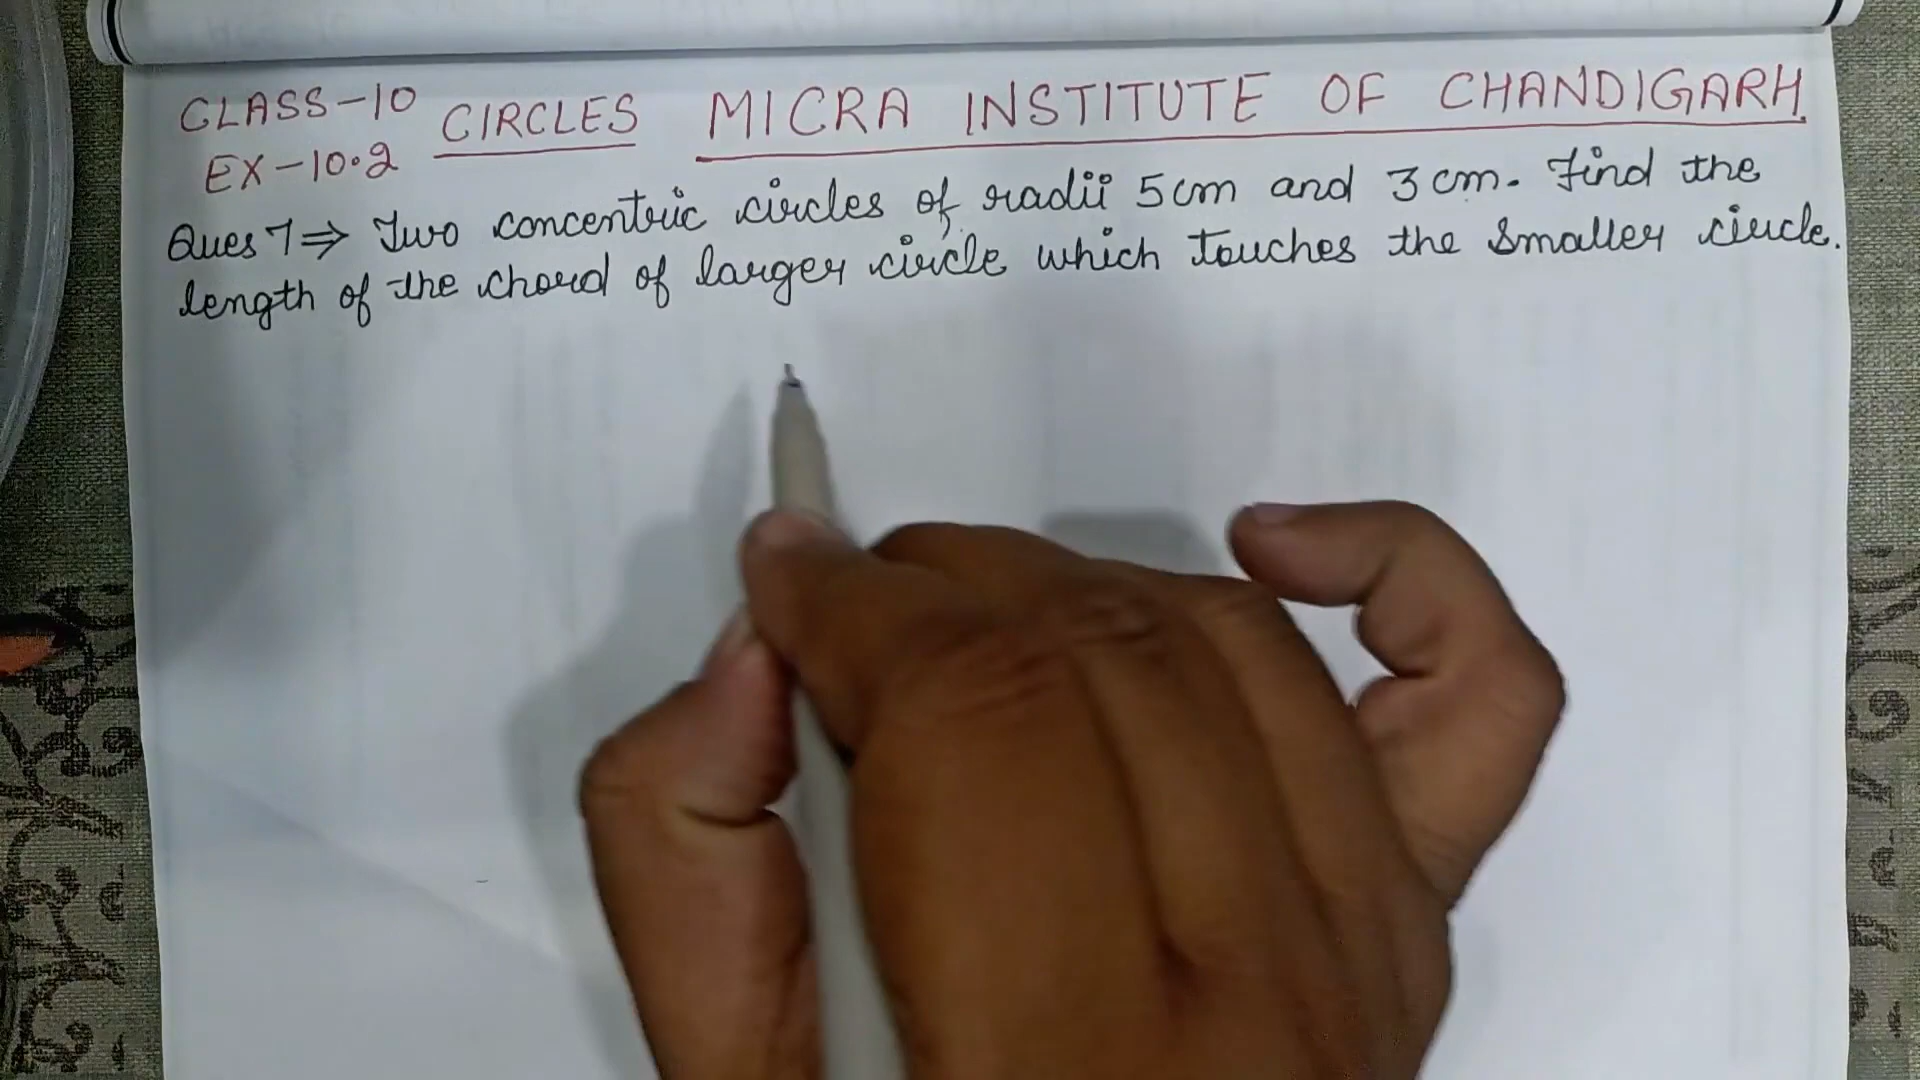 CLASS-10 CIRCLES MICRA INSTITUTE OF CHANDIGARH
EX-10.2
Ques 7⇒ Two concentric circles of radii 5cm and 3cm. Find the
length of the chord of larger circle which touches the smaller circle.